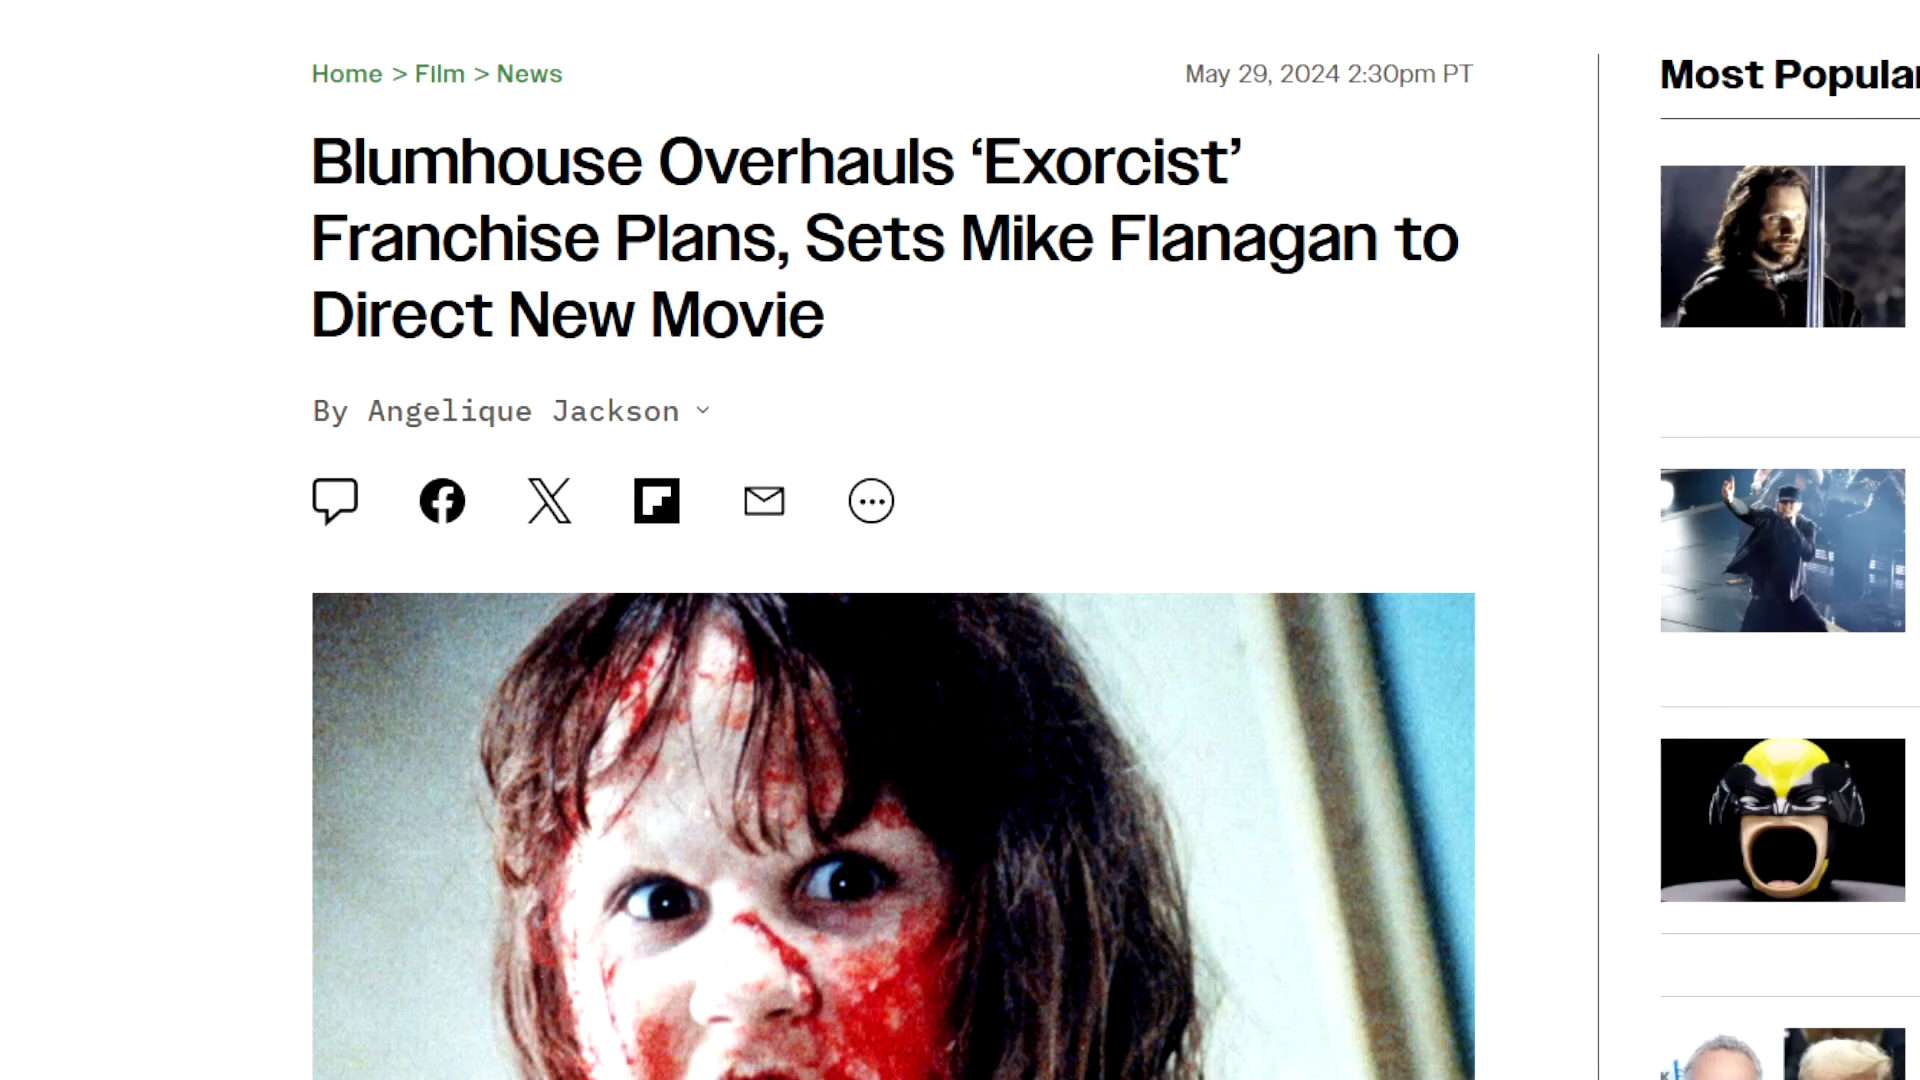 Home > Film > News
May 29, 2024 2:30pm PT
Blumhouse Overhauls ‘Exorcist’
Franchise Plans, Sets Mike Flanagan to
Direct New Movie
By Angelique Jackson
Most Popular